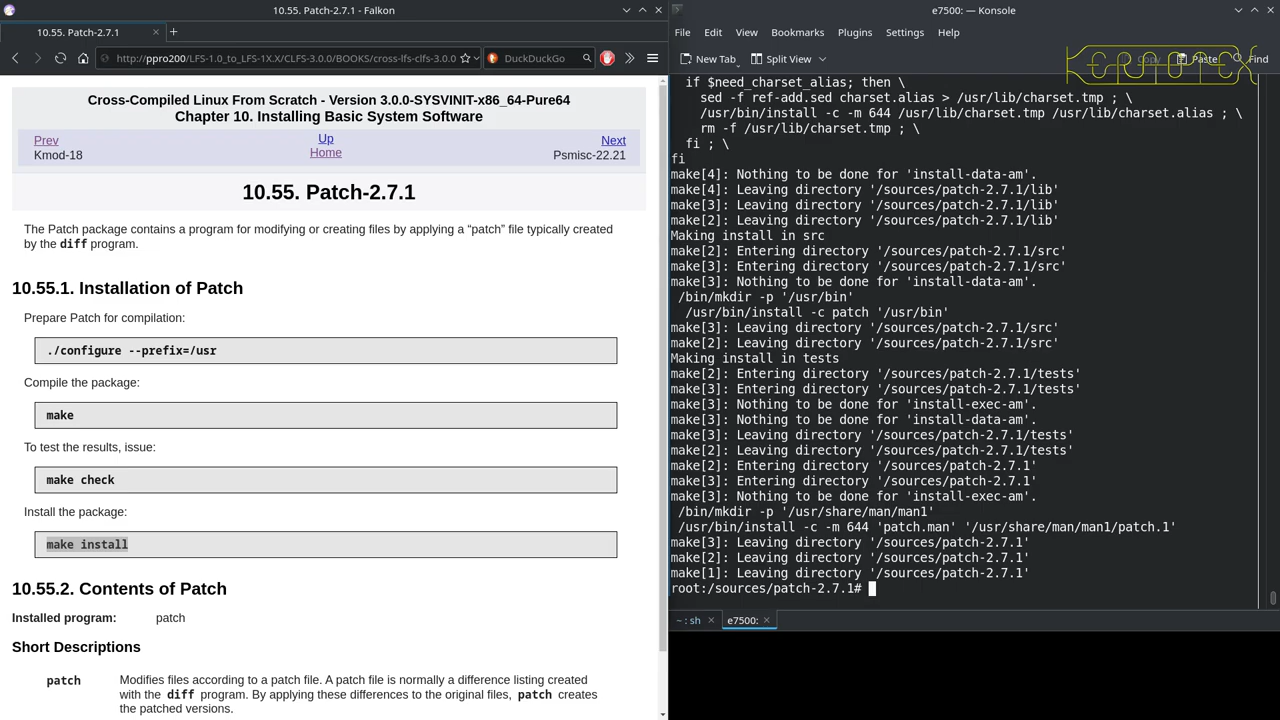 10.55. Patch-2.7.1 - Falkon
10.55. Patch-2.7.1
http://ppro200/LFS-1.0_to_LFS-1X.X/CLFS-3.0.0/BOOKS/cross-lfs-clfs-3.0.0
DuckDuckGo
Cross-Compiled Linux From Scratch - Version 3.0.0-SYSVINIT-x86_64-Pure64
Chapter 10. Installing Basic System Software
Prev
Up
Next
Kmod-18
Home
Psmisc-22.21
10.55. Patch-2.7.1
The Patch package contains a program for modifying or creating files by applying a “patch” file typically created
by the diff program.
10.55.1. Installation of Patch
Prepare Patch for compilation:
./configure --prefix=/usr
Compile the package:
make
To test the results, issue:
make check
Install the package:
make install
10.55.2. Contents of Patch
Installed program: patch
Short Descriptions
patch Modifies files according to a patch file. A patch file is normally a difference listing created
with the diff program. By applying these differences to the original files, patch creates
the patched versions.
e7500: — Konsole
File Edit View Bookmarks Plugins Settings Help
New Tab Split View Copy Paste Find
if $need_charset_alias; then \
sed -f ref-add.sed charset.alias > /usr/lib/charset.tmp ; \
/usr/bin/install -c -m 644 /usr/lib/charset.tmp /usr/lib/charset.alias ; \
rm -f /usr/lib/charset.tmp ; \
fi ; \
fi
make[4]: Nothing to be done for 'install-data-am'.
make[4]: Leaving directory '/sources/patch-2.7.1/lib'
make[3]: Leaving directory '/sources/patch-2.7.1/lib'
make[2]: Leaving directory '/sources/patch-2.7.1/lib'
Making install in src
make[2]: Entering directory '/sources/patch-2.7.1/src'
make[3]: Entering directory '/sources/patch-2.7.1/src'
make[3]: Nothing to be done for 'install-data-am'.
/bin/mkdir -p '/usr/bin'
/usr/bin/install -c patch '/usr/bin'
make[3]: Leaving directory '/sources/patch-2.7.1/src'
make[2]: Leaving directory '/sources/patch-2.7.1/src'
Making install in tests
make[2]: Entering directory '/sources/patch-2.7.1/tests'
make[3]: Entering directory '/sources/patch-2.7.1/tests'
make[3]: Nothing to be done for 'install-exec-am'.
make[3]: Nothing to be done for 'install-data-am'.
make[3]: Leaving directory '/sources/patch-2.7.1/tests'
make[2]: Leaving directory '/sources/patch-2.7.1/tests'
make[2]: Entering directory '/sources/patch-2.7.1'
make[3]: Entering directory '/sources/patch-2.7.1'
make[3]: Nothing to be done for 'install-exec-am'.
/bin/mkdir -p '/usr/share/man/man1'
/usr/bin/install -c -m 644 'patch.man' '/usr/share/man/man1/patch.1'
make[3]: Leaving directory '/sources/patch-2.7.1'
make[2]: Leaving directory '/sources/patch-2.7.1'
make[1]: Leaving directory '/sources/patch-2.7.1'
root:/sources/patch-2.7.1#
~ : sh
e7500: